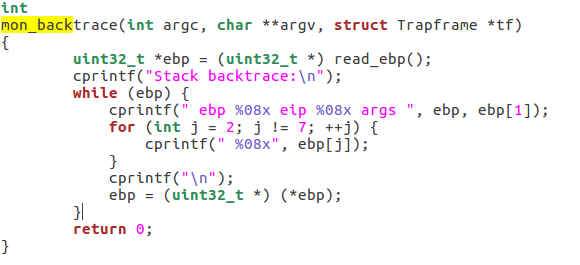 int
mon_backtrace(int argc, char **argv, struct Trapframe *tf)
{
        uint32_t *ebp = (uint32_t *) read_ebp();
        cprintf("Stack backtrace:\n");
        while (ebp) {
            cprintf(" ebp %08x eip %08x args ", ebp, ebp[1]);
            for (int j = 2; j != 7; ++j) {
                cprintf(" %08x", ebp[j]);
            }
            cprintf("\n");
            ebp = (uint32_t *) (*ebp);
        }
        return 0;
}